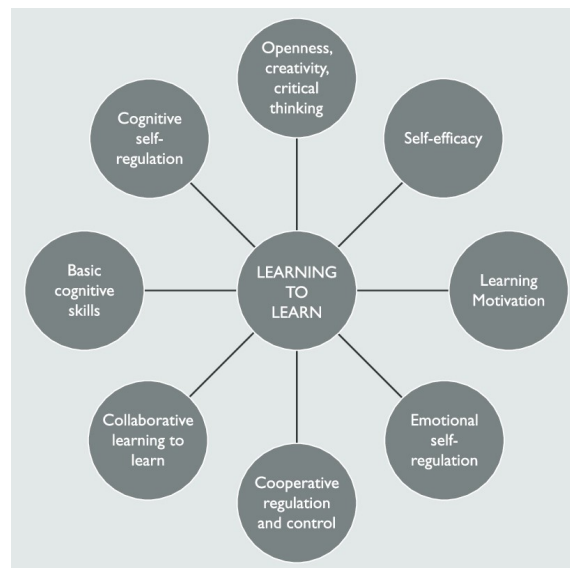 Openness,
creativity,
critical
thinking
Self-efficacy
Learning
Motivation
Emotional
self-
regulation
Cooperative
regulation
and control
Collaborative
learning to
learn
Basic
cognitive
skills
Cognitive
self-
regulation
LEARNING
TO
LEARN